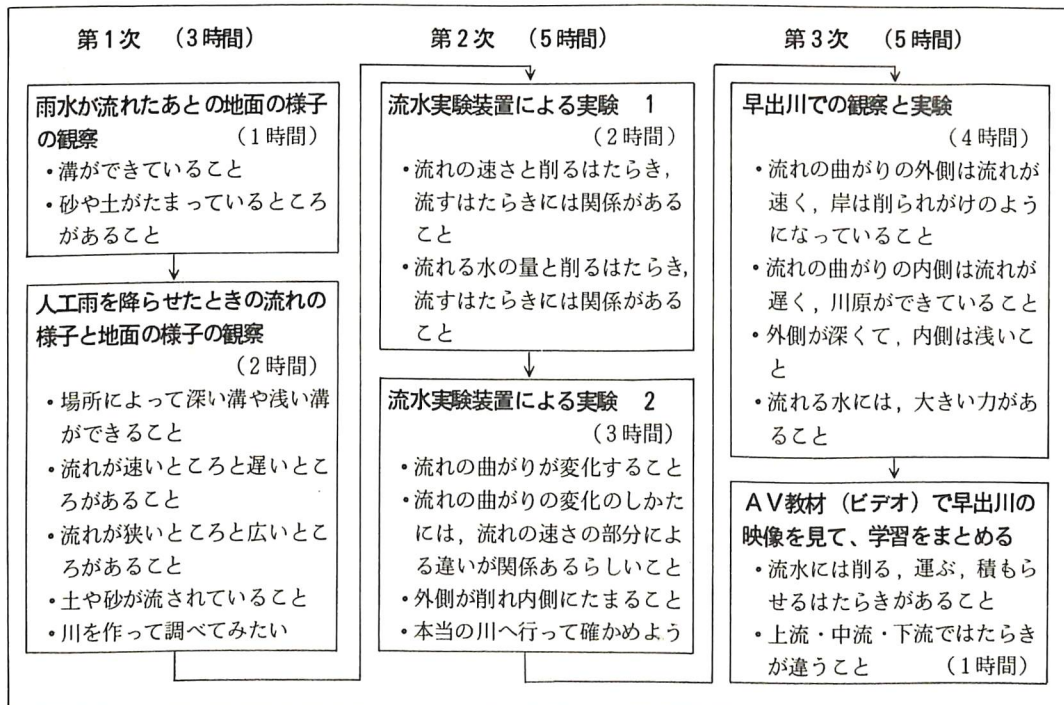 第1次 (3時間)
雨水が流れたあとの地面の様子
の観察 (1時間)
・溝ができていること
・砂や土がたまっているところ
があること
人工雨を降らせたときの流れの
様子と地面の様子の観察
(2時間)
・場所によって深い溝や浅い溝
ができること
・流れが速いところと遅いとこ
ろがあること
・流れが狭いところと広いとこ
ろがあること
・土や砂が流されていること
・川を作って調べてみたい
第2次 (5時間)
流水実験装置による実験 1
(2時間)
・流れの速さと削るはたらき,
流すはたらきには関係がある
こと
・流れる水の量と削るはたらき,
流すはたらきには関係がある
こと
流水実験装置による実験 2
(3時間)
・流れの曲がりが変化すること
・流れの曲がりの変化のしかた
には, 流れの速さの部分によ
る違いが関係あるらしいこと
・外側が削れ内側にたまること
・本当の川へ行って確かめよう
第3次 (5時間)
早出川での観察と実験
(4時間)
・流れの曲がりの外側は流れが
速く, 岸は削られがけのよう
になっていること
・流れの曲がりの内側は流れが
遅く, 川原ができていること
・外側が深くて, 内側は浅いこ
と
・流れる水には, 大きい力があ
ること
AV教材 (ビデオ) で早出川の
映像を見て、学習をまとめる
・流水には削る, 運ぶ, 積もら
せるはたらきがあること
・上流・中流・下流ではたらき
が違うこと (1時間)